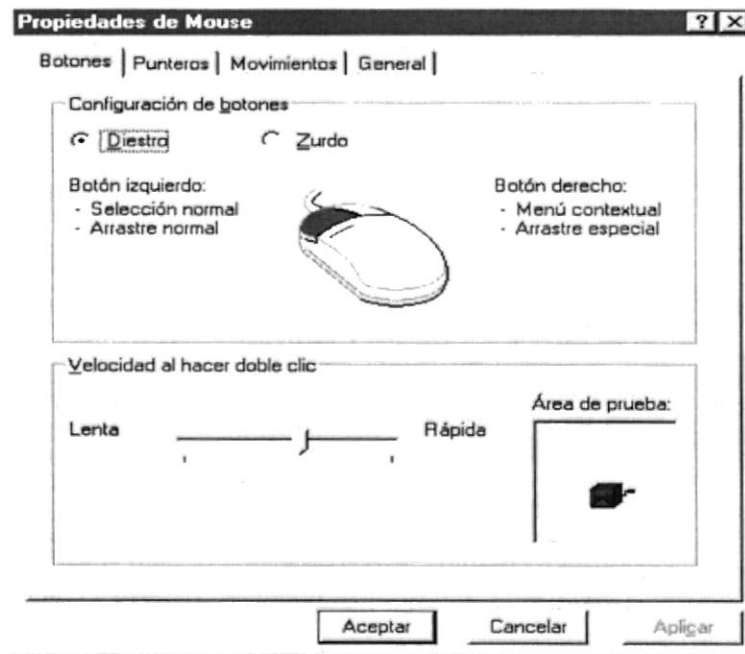 Propiedades de Mouse
Botones | Punteros | Movimientos | General |
Configuración de botones
Diestro
Zurdo
Botón izquierdo:
- Selección normal
- Arrastre normal
Botón derecho:
- Menú contextual
- Arrastre especial
Velocidad al hacer doble clic
Lenta
Rápida
Área de prueba:
Aceptar
Cancelar
Aplicar